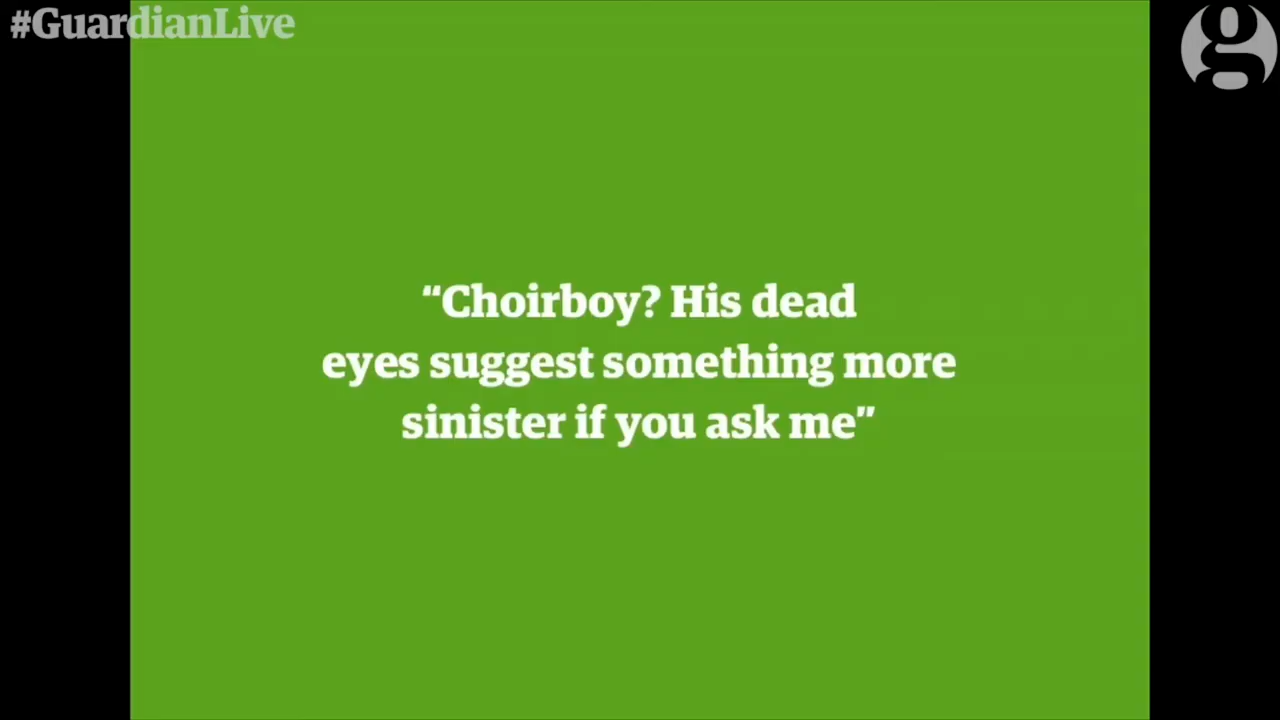 #GuardianLive
g
“Choirboy? His dead
eyes suggest something more
sinister if you ask me”